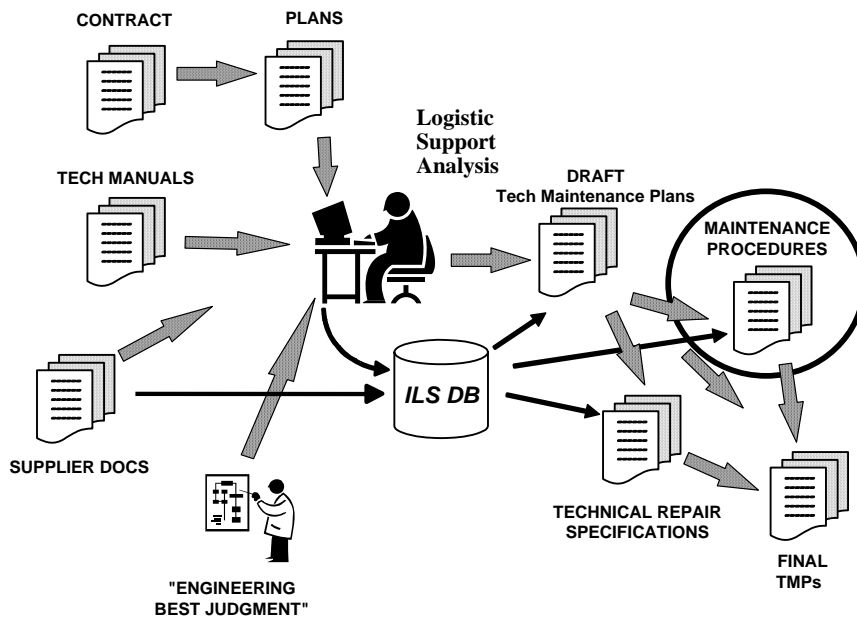 CONTRACT
PLANS
Logistic
Support
Analysis
TECH MANUALS
DRAFT
Tech Maintenance Plans
MAINTENANCE
PROCEDURES
ILS DB
SUPPLIER DOCS
TECHNICAL REPAIR
SPECIFICATIONS
FINAL
TMPs
"ENGINEERING
BEST JUDGMENT"